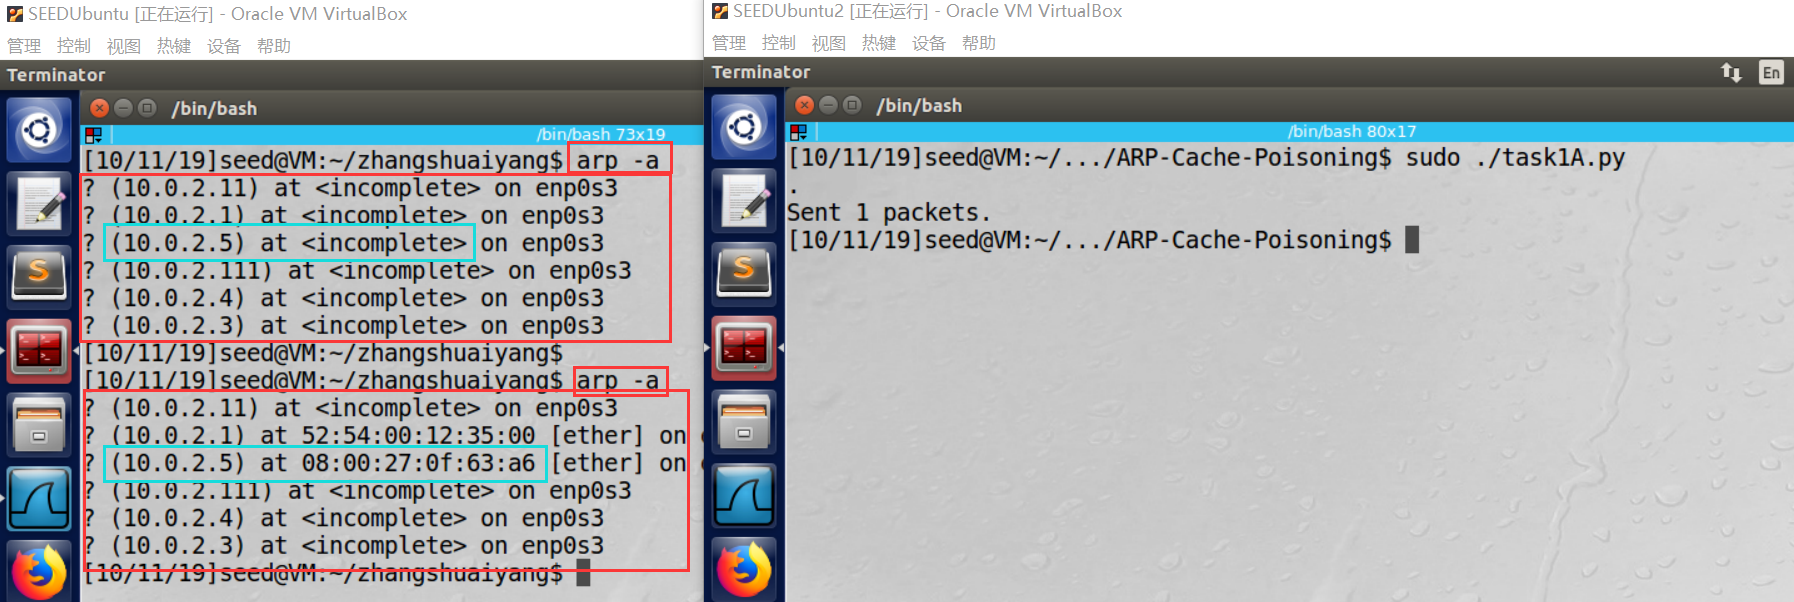 SEEDUbuntu [正在运行] - Oracle VM VirtualBox
管理 控制 视图 热键 设备 帮助
Terminator
/bin/bash
/bin/bash 73x19
[10/11/19]seed@VM:~/zhangshuaiyang$ arp -a
? (10.0.2.11) at <incomplete> on enp0s3
? (10.0.2.1) at <incomplete> on enp0s3
? (10.0.2.5) at <incomplete> on enp0s3
? (10.0.2.111) at <incomplete> on enp0s3
? (10.0.2.4) at <incomplete> on enp0s3
? (10.0.2.3) at <incomplete> on enp0s3
[10/11/19]seed@VM:~/zhangshuaiyang$
[10/11/19]seed@VM:~/zhangshuaiyang$ arp -a
? (10.0.2.11) at <incomplete> on enp0s3
? (10.0.2.1) at 52:54:00:12:35:00 [ether] on
? (10.0.2.5) at 08:00:27:0f:63:a6 [ether] on
? (10.0.2.111) at <incomplete> on enp0s3
? (10.0.2.4) at <incomplete> on enp0s3
? (10.0.2.3) at <incomplete> on enp0s3
[10/11/19]seed@VM:~/zhangshuaiyang$
SEEDUbuntu2 [正在运行] - Oracle VM VirtualBox
管理 控制 视图 热键 设备 帮助
Terminator
En
/bin/bash
/bin/bash 80x17
[10/11/19]seed@VM:~/.../ARP-Cache-Poisoning$ sudo ./task1A.py
.
Sent 1 packets.
[10/11/19]seed@VM:~/.../ARP-Cache-Poisoning$